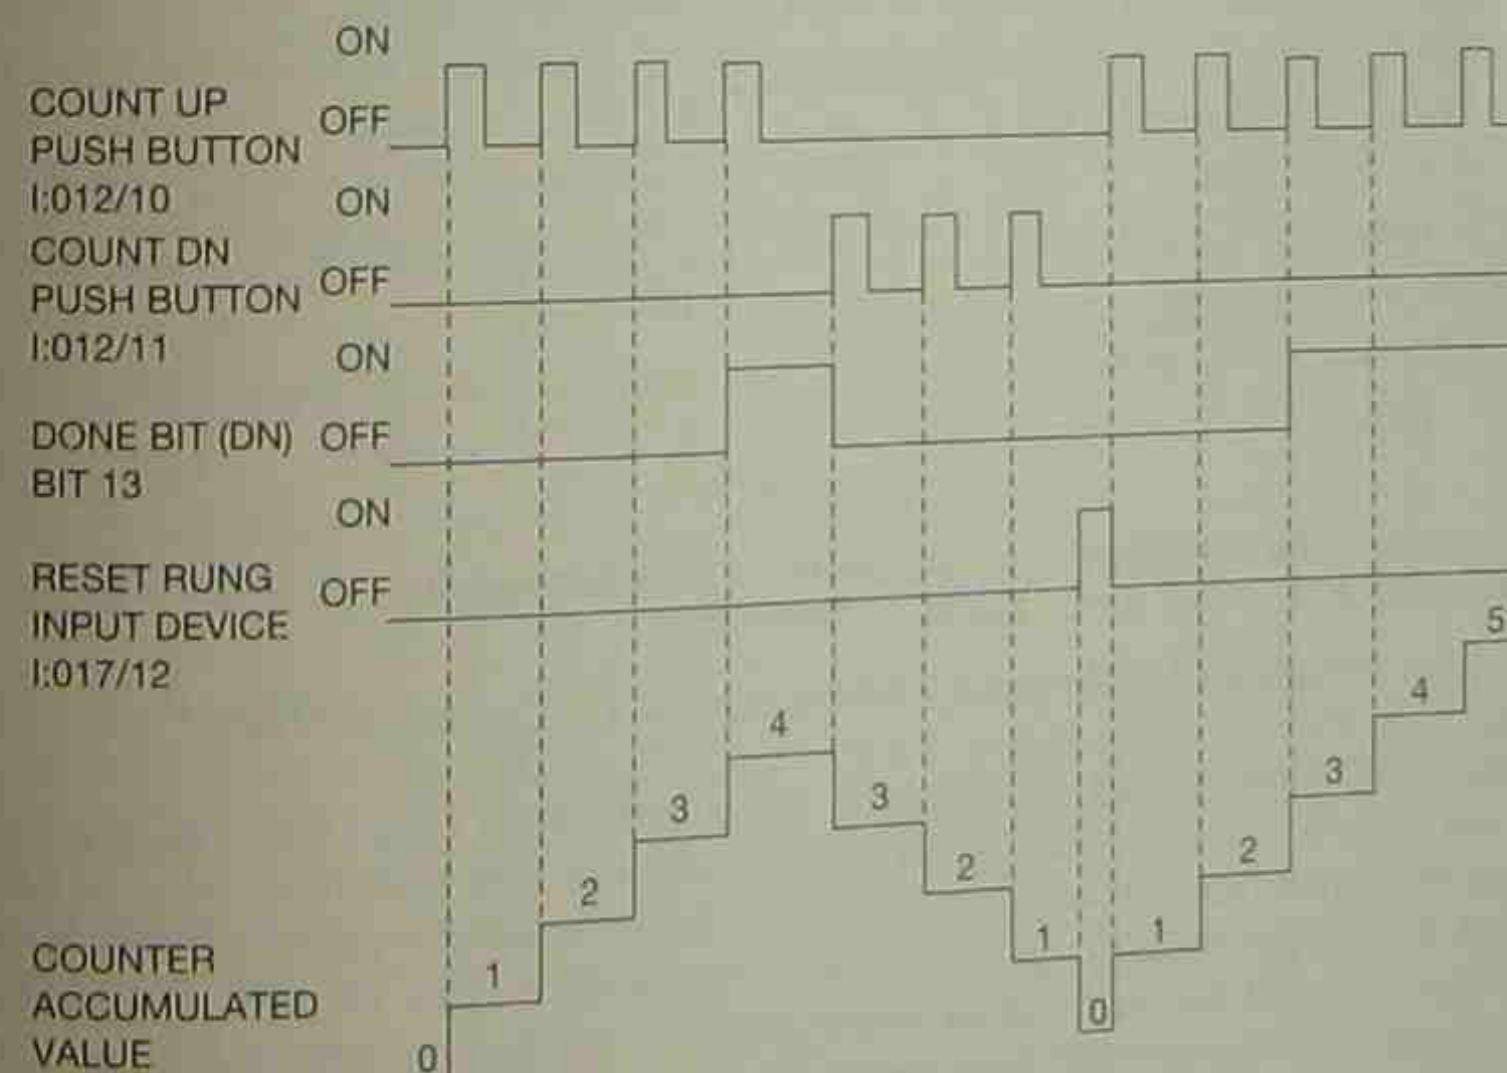 ON
COUNT UP
PUSH BUTTON
I:012/10
OFF
ON
COUNT DN
PUSH BUTTON
I:012/11
OFF
ON
DONE BIT (DN)
BIT 13
OFF
ON
RESET RUNG
INPUT DEVICE
I:017/12
OFF
COUNTER
ACCUMULATED
VALUE
0
1
2
3
4
3
2
1
0
1
2
3
4
5